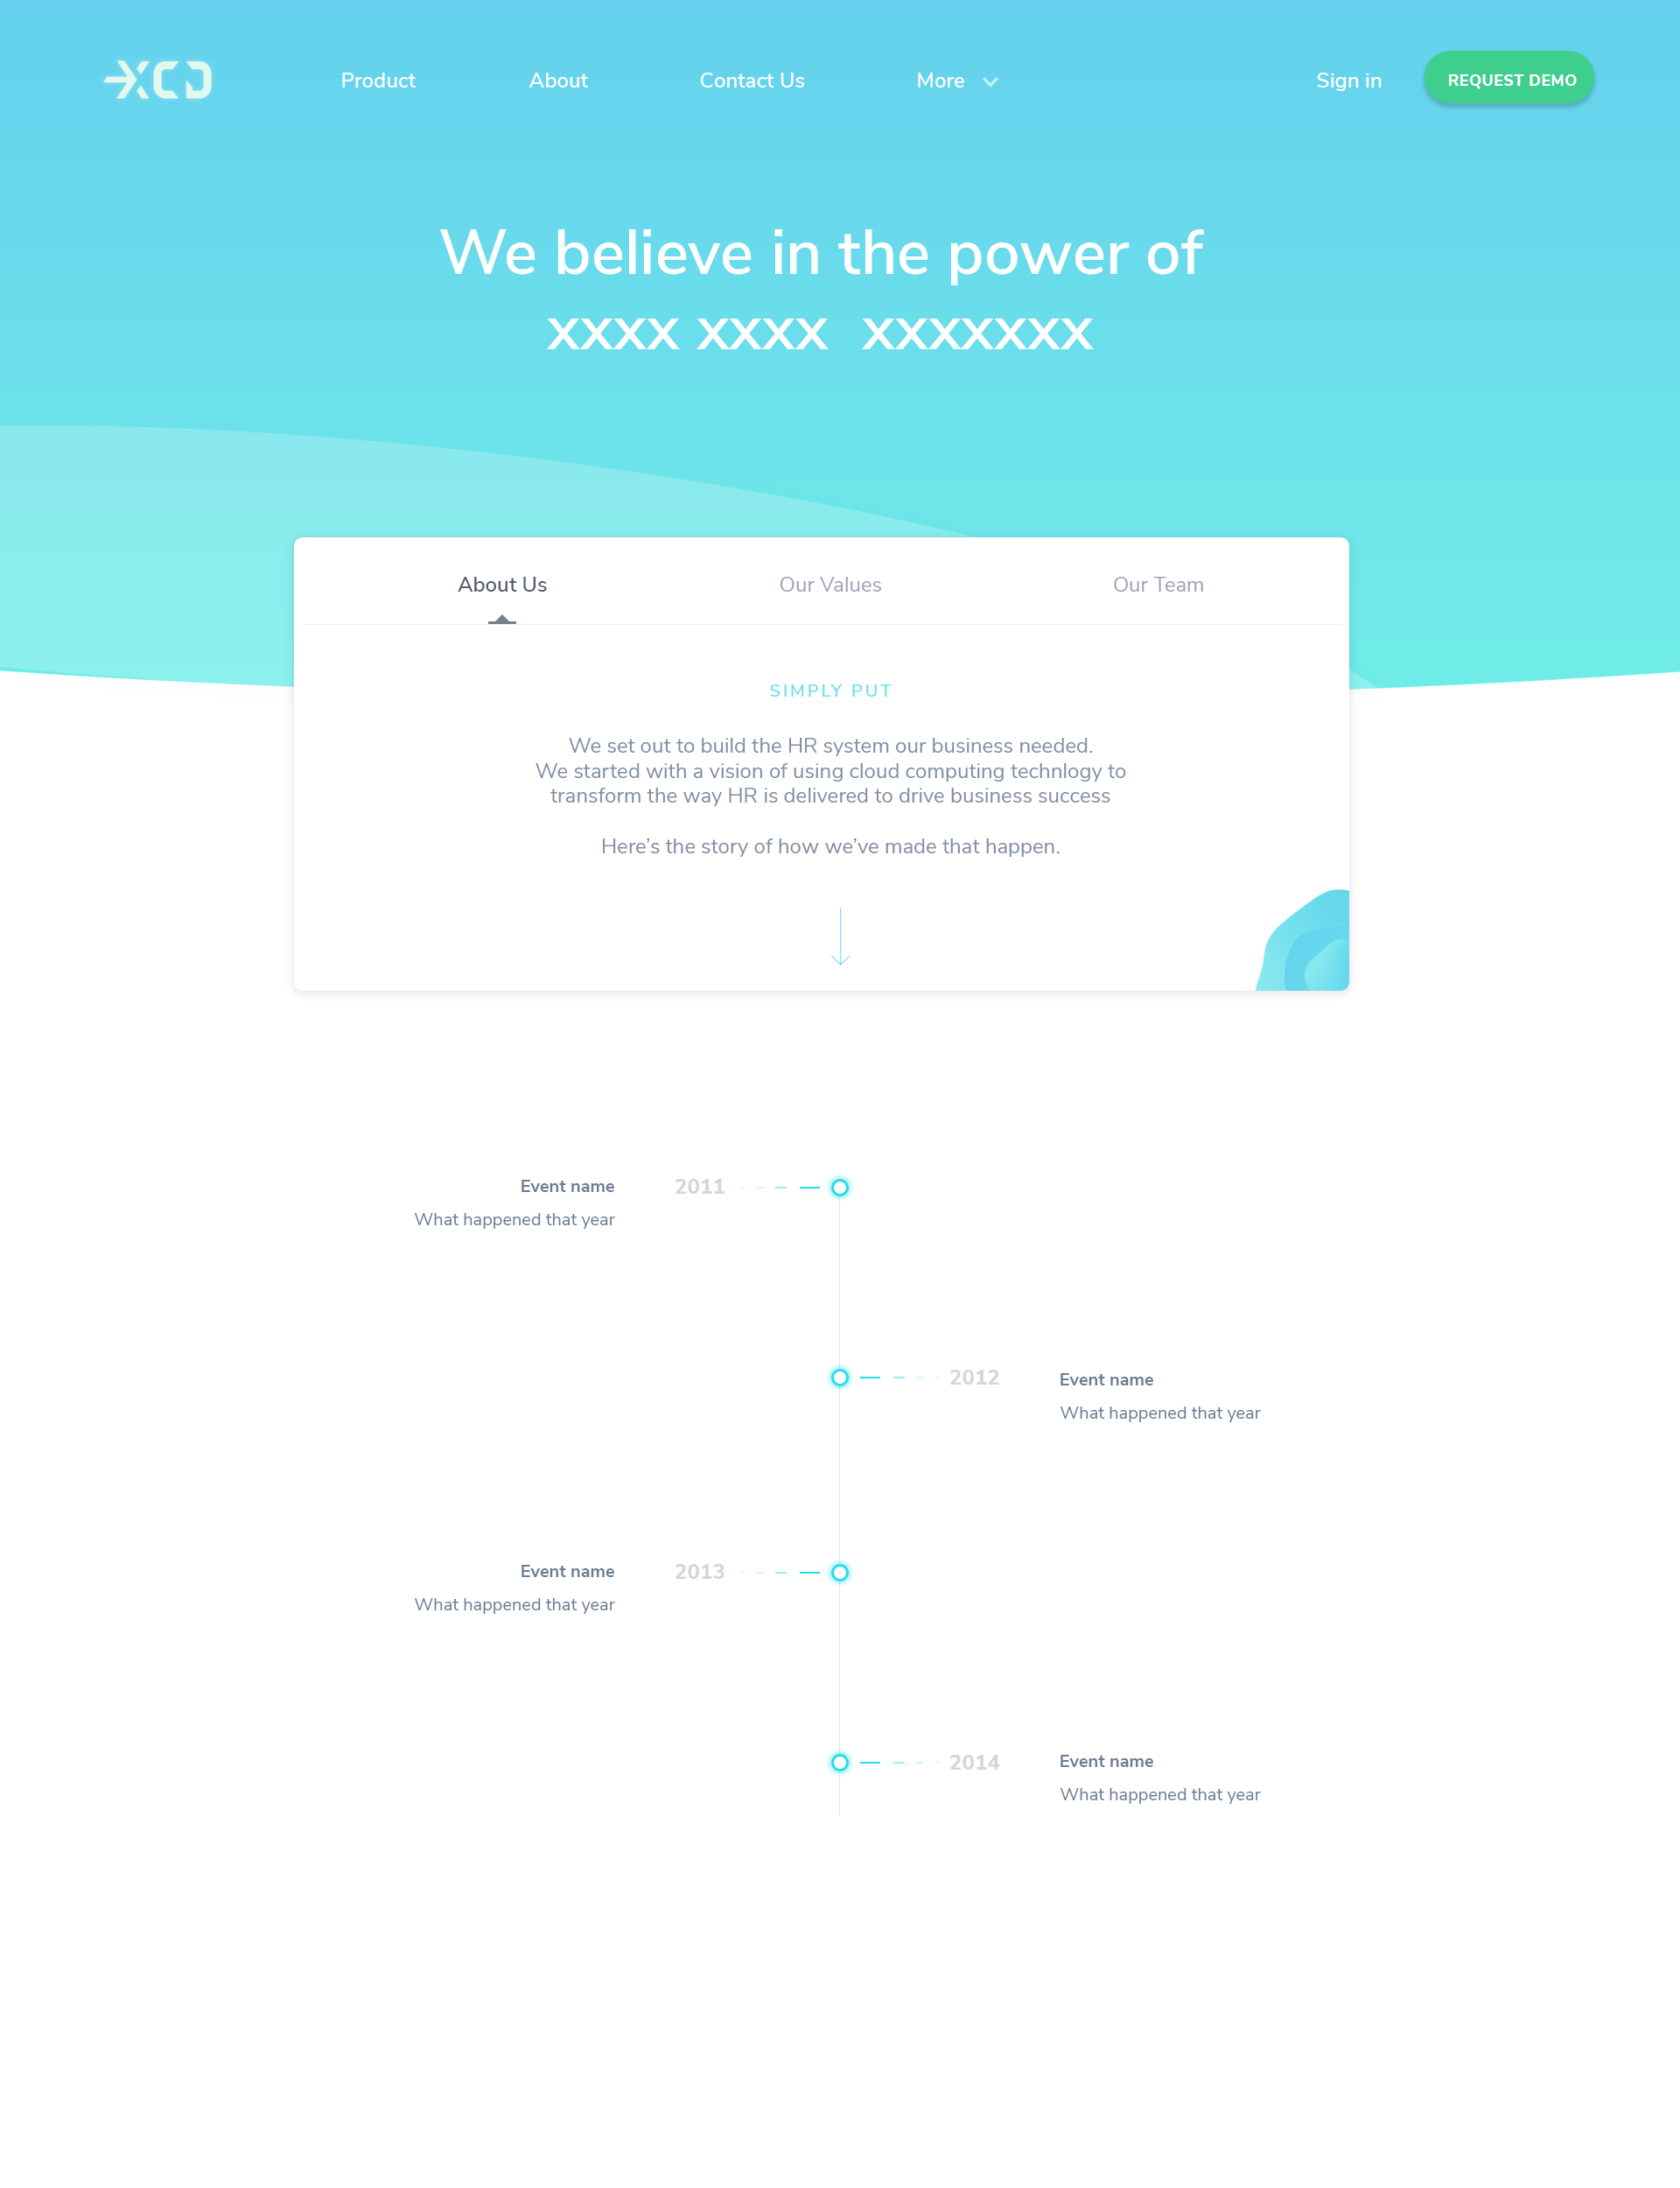 XCD
Product About Contact Us More Sign in REQUEST DEMO
We believe in the power of
xxxx xxxx xxxxxxx
About Us Our Values Our Team
SIMPLY PUT
We set out to build the HR system our business needed.
We started with a vision of using cloud computing technlogy to
transform the way HR is delivered to drive business success
Here’s the story of how we’ve made that happen.
Event name 2011
What happened that year
2012 Event name
What happened that year
Event name 2013
What happened that year
2014 Event name
What happened that year